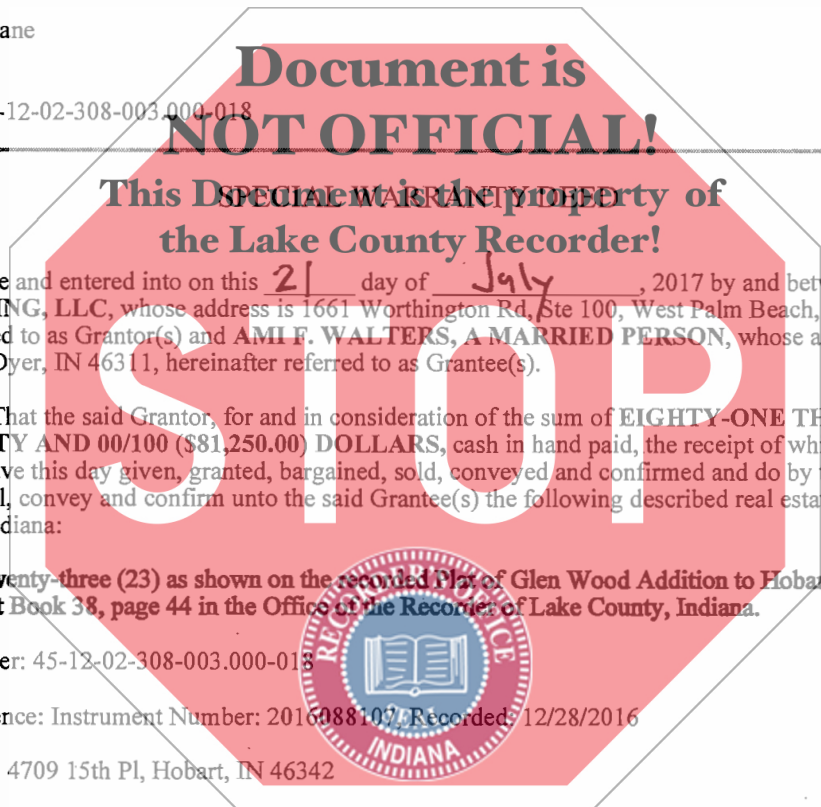 ane
Document is
-12-02-308-003.000-018
NOT OFFICIAL!
SPECIAL WARRANTY DEED
This Document is the property of
the Lake County Recorder!
e and entered into on this 21 day of July, 2017 by and betw
NG, LLC, whose address is 1661 Worthington Rd, Ste 100, West Palm Beach,
d to as Grantor(s) and AMI F. WALTERS, A MARRIED PERSON, whose a
Dyer, IN 46311, hereinafter referred to as Grantee(s).
That the said Grantor, for and in consideration of the sum of EIGHTY-ONE TH
TY AND 00/100 ($81,250.00) DOLLARS, cash in hand paid, the receipt of whi
ve this day given, granted, bargained, sold, conveyed and confirmed and do by t
l, convey and confirm unto the said Grantee(s) the following described real esta
diana:
STOP
wenty-three (23) as shown on the recorded Plat of Glen Wood Addition to Hobar
t Book 38, page 44 in the Office of the Recorder of Lake County, Indiana.
er: 45-12-02-308-003.000-018
nce: Instrument Number: 2016088107, Recorded: 12/28/2016
4709 15th Pl, Hobart, IN 46342
RECORDER'S OFFICE
INDIANA